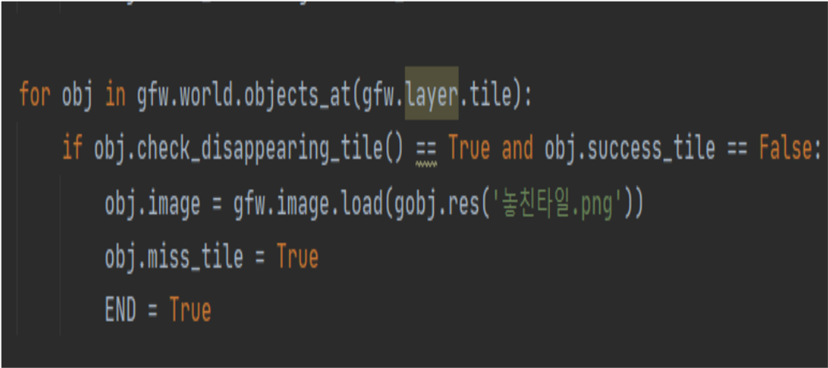 for obj in gfw.world.objects_at(gfw.layer.tile):
if obj.check_disappearing_tile() == True and obj.success_tile == False:
obj.image = gfw.image.load(gobj.res('놓친타일.png'))
obj.miss_tile = True
END = True